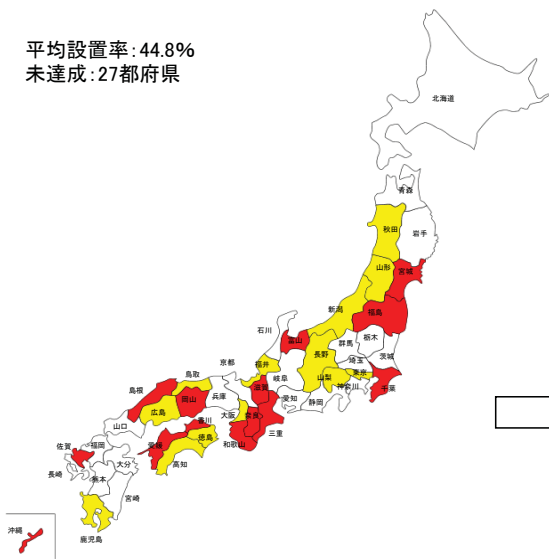 平均設置率:44.8%
未達成:27都府県
北海道
青森
秋田
岩手
山形
宮城
新潟
福島
石川
富山
群馬
栃木
長野
埼玉
茨城
京都
福井
岐阜
山梨
東京
神奈川
千葉
鳥取
滋賀
愛知
静岡
島根
岡山
兵庫
広島
大阪
奈良
山口
香川
徳島
和歌山
三重
佐賀
福岡
愛媛
長崎
大分
高知
熊本
宮崎
沖縄
鹿児島